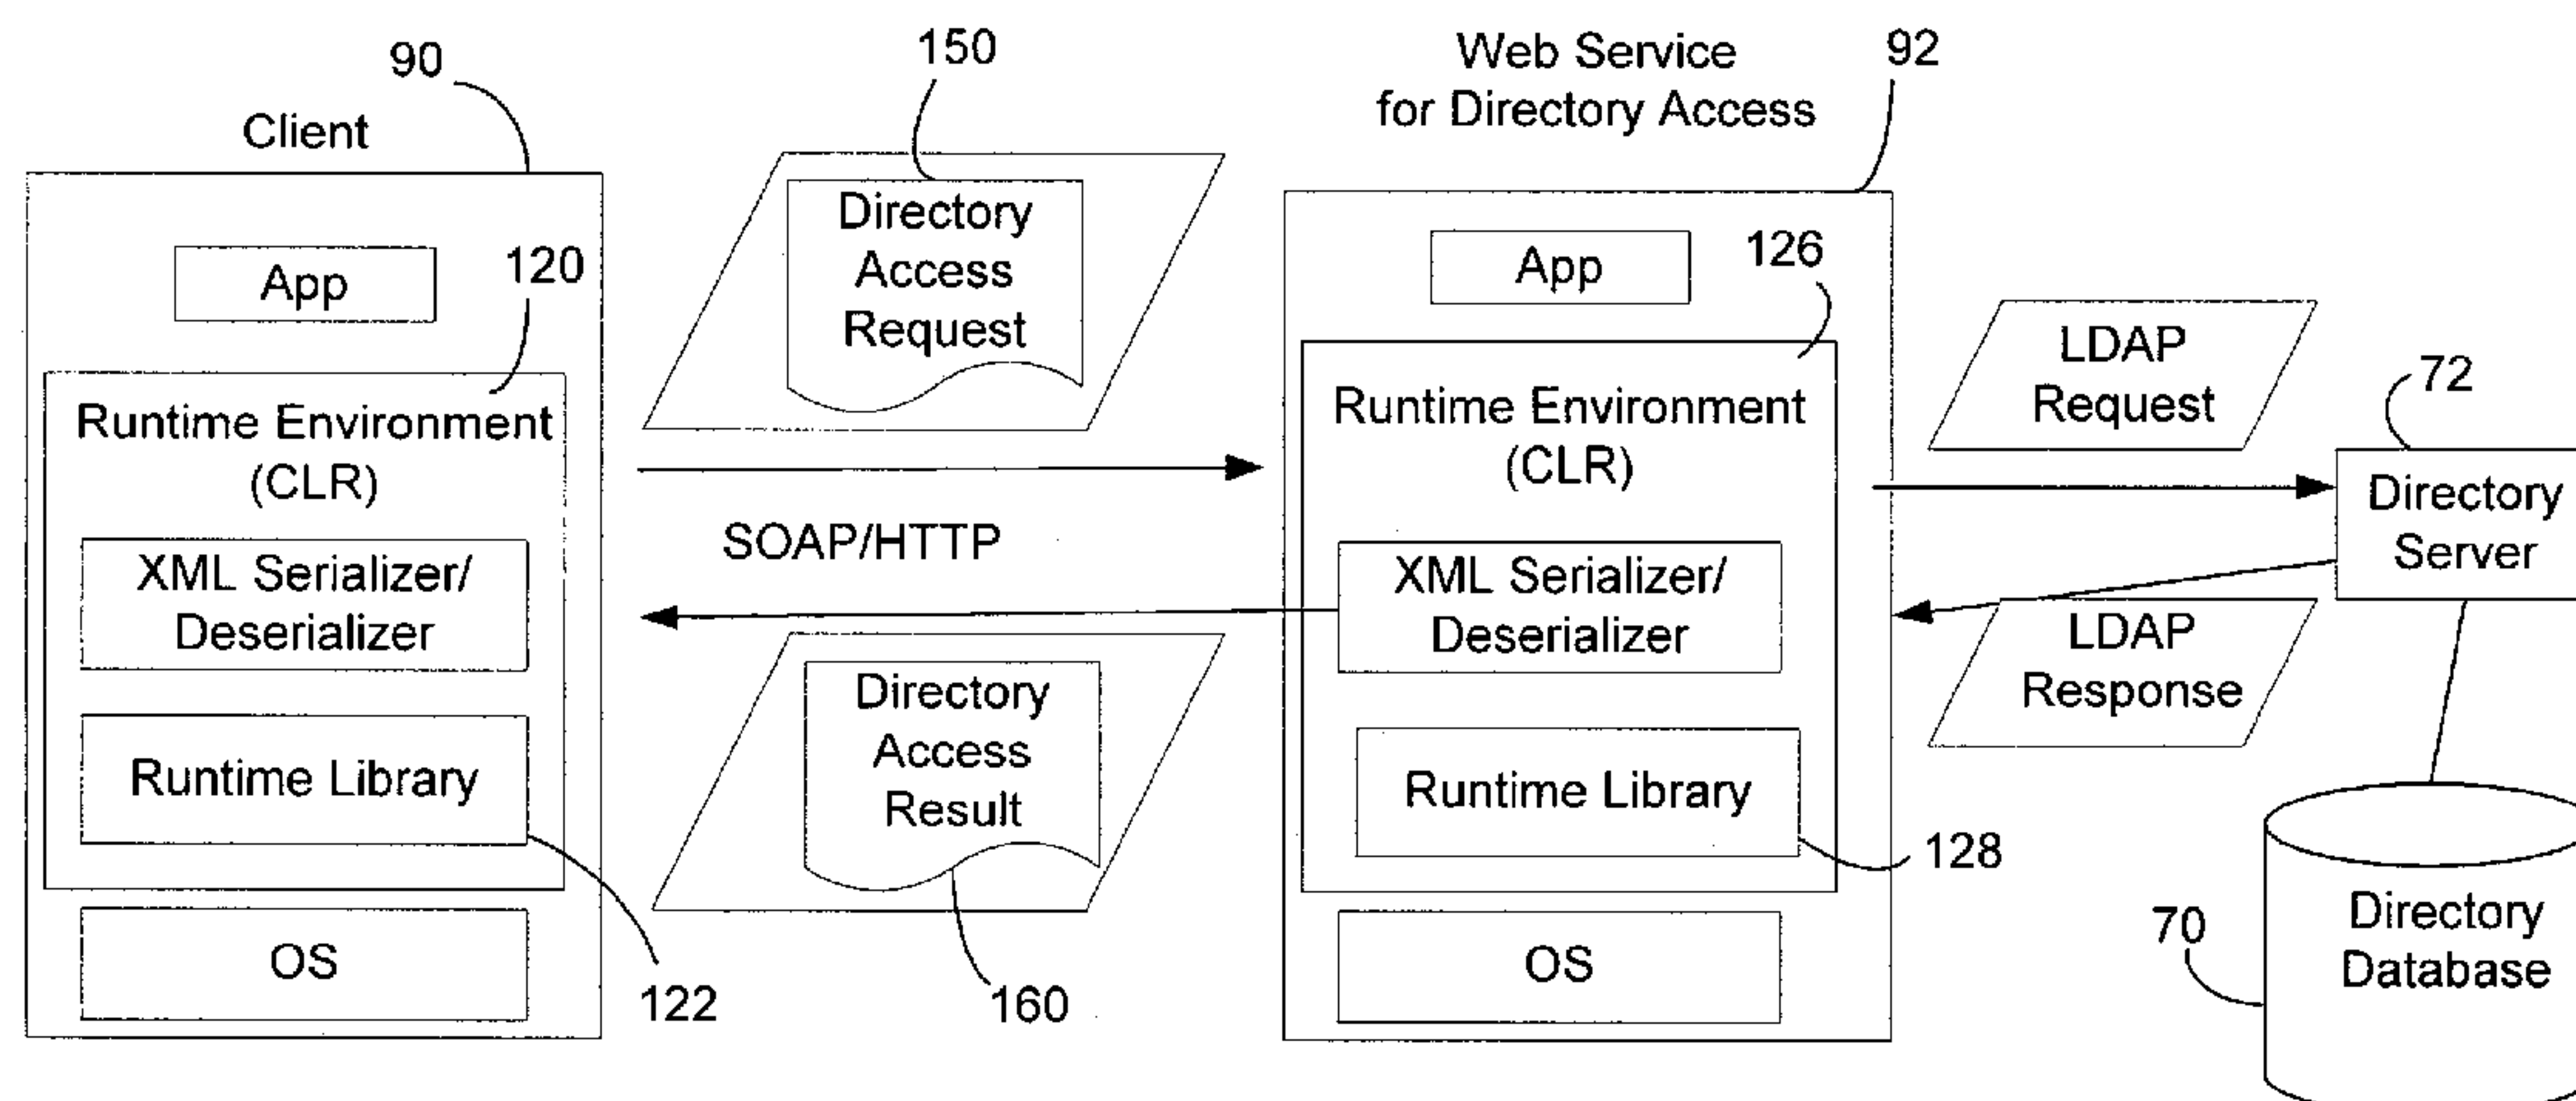 90
Client
App
120
Runtime Environment
(CLR)
XML Serializer/
Deserializer
Runtime Library
OS
122
150
Directory
Access
Request
SOAP/HTTP
Directory
Access
Result
160
Web Service
for Directory Access
92
App
126
Runtime Environment
(CLR)
XML Serializer/
Deserializer
Runtime Library
128
OS
LDAP
Request
72
Directory
Server
LDAP
Response
70
Directory
Database